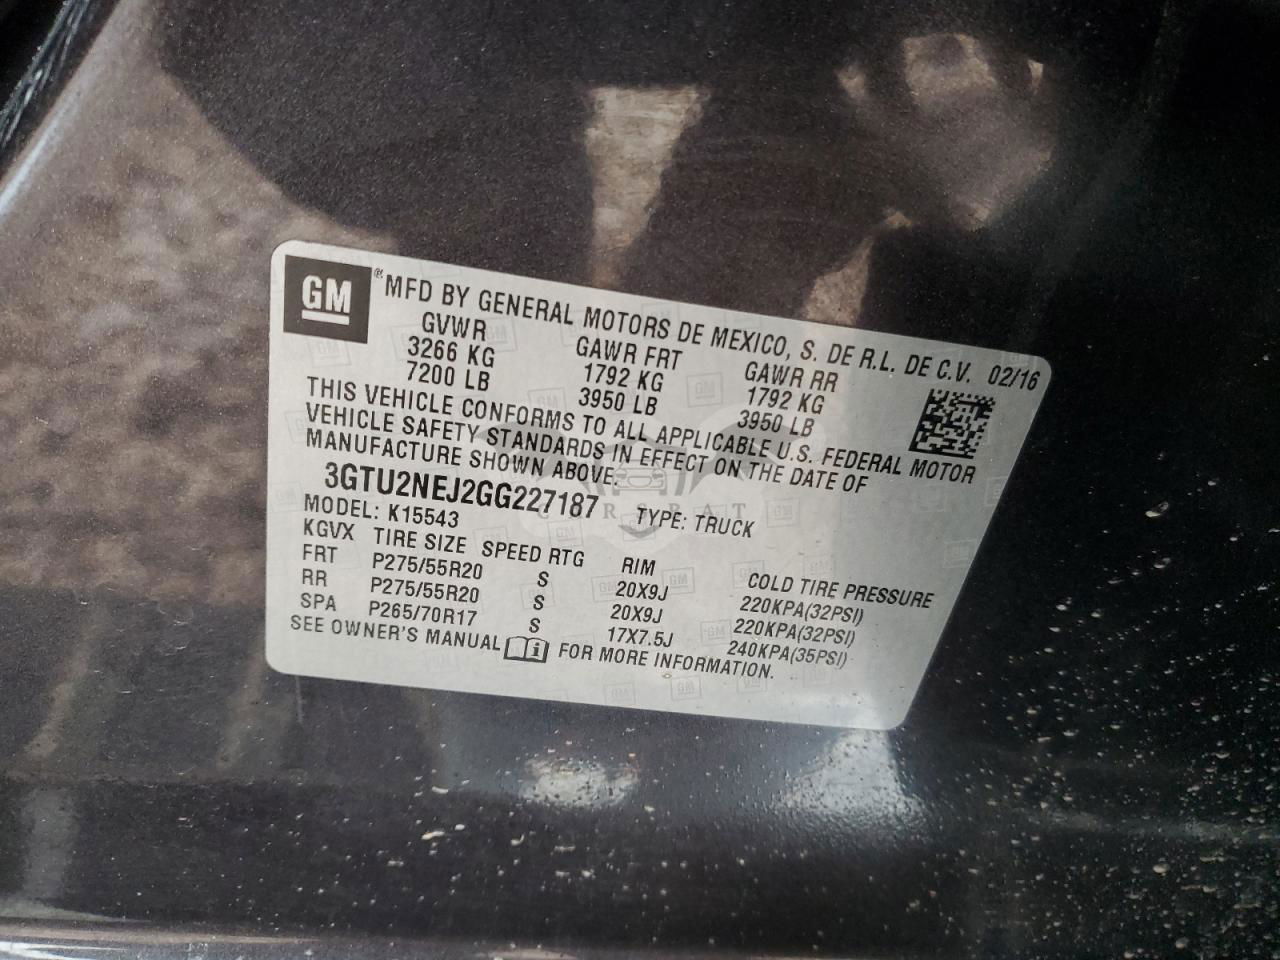 GM ® MFD BY GENERAL MOTORS DE MEXICO, S. DE R.L. DE C.V. 02/16
GVWR GAWR FRT GAWR RR
3266 KG 1792 KG 1792 KG
7200 LB 3950 LB 3950 LB
THIS VEHICLE CONFORMS TO ALL APPLICABLE U.S. FEDERAL MOTOR
VEHICLE SAFETY STANDARDS IN EFFECT ON THE DATE OF
MANUFACTURE SHOWN ABOVE.
3GTU2NEJ2GG227187 TYPE: TRUCK
MODEL: K15543
KGVX TIRE SIZE SPEED RTG RIM COLD TIRE PRESSURE
FRT P275/55R20 S 20X9J 220KPA(32PSI)
RR P275/55R20 S 20X9J 220KPA(32PSI)
SPA P265/70R17 S 17X7.5J 240KPA(35PSI)
SEE OWNER'S MANUAL i FOR MORE INFORMATION.